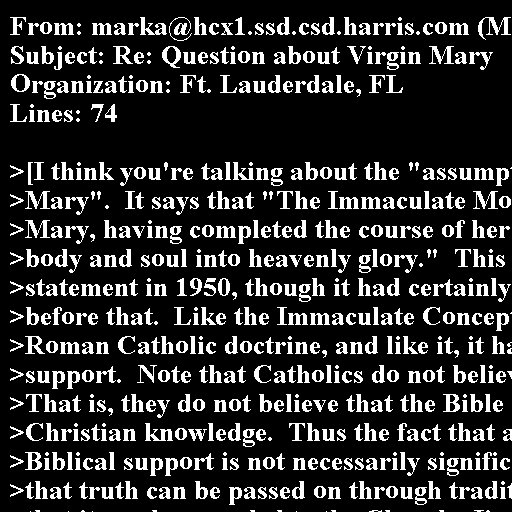 From: marka@hcx1.ssd.csd.harris.com (M
Subject: Re: Question about Virgin Mary
Organization: Ft. Lauderdale, FL
Lines: 74
>[I think you're talking about the "assump
>Mary".  It says that "The Immaculate Mo
>Mary, having completed the course of her
>body and soul into heavenly glory."  This
>statement in 1950, though it had certainly
>before that.  Like the Immaculate Concep
>Roman Catholic doctrine, and like it, it ha
>support.  Note that Catholics do not believ
>That is, they do not believe that the Bible
>Christian knowledge.  Thus the fact that a
>Biblical support is not necessarily signific
>that truth can be passed on through tradit